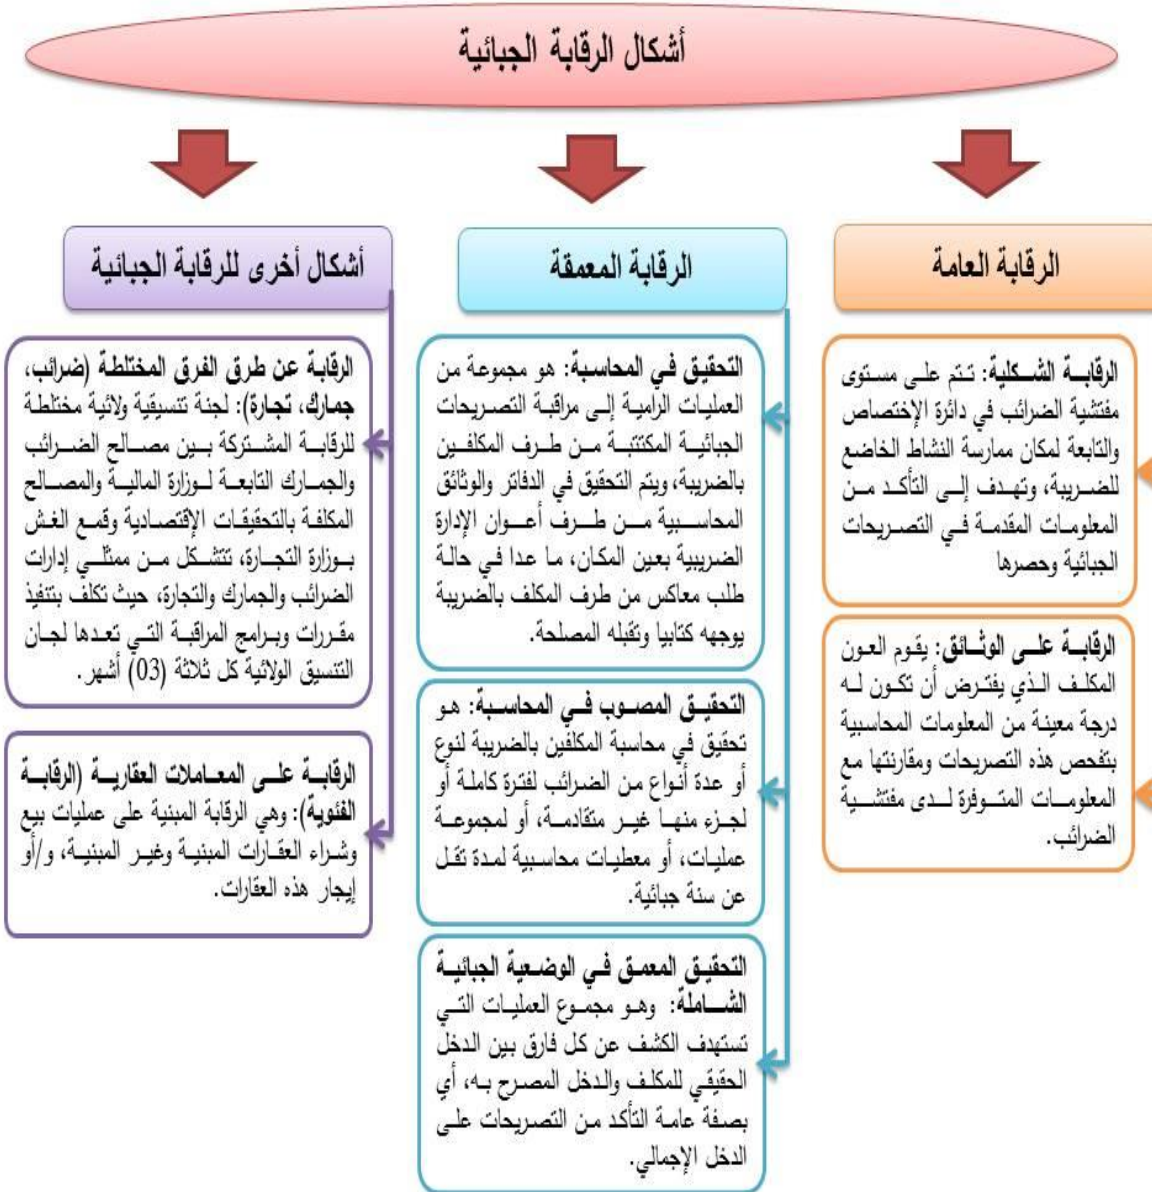 أشكال الرقابة الجبائية
الرقابة العامة
الرقابة الشكلية: تتم على مستوى
مفتشية الضرائب في دائرة الإختصاص
والتابعة لمكان ممارسة النشاط الخاضع
للضريبة، وتهدف إلى التأكد من
المعلومات المقدمة في التصريحات
الجبائية وحصرها
الرقابة على الوثائق: يقوم العون
المكلف الذي يفترض أن تكون له
درجة معينة من المعلومات المحاسبية
بتفحص هذه التصريحات ومقارنتها مع
المعلومات المتوفرة لدى مفتشية
الضرائب.
الرقابة المعمقة
التحقيق في المحاسبة: هو مجموعة من
العمليات الرامية إلى مراقبة التصريحات
الجبائية المكتتبة من طرف المكلفين
بالضريبة، ويتم التحقيق في الدفاتر والوثائق
المحاسبية من طرف أعوان الإدارة
الضريبية بعين المكان، ما عدا في حالة
طلب معاكس من طرف المكلف بالضريبة
يوجهه كتابيا وتقبله المصلحة.
التحقيق المصوب في المحاسبة: هو
تحقيق في محاسبة المكلفين بالضريبة لنوع
أو عدة أنواع من الضرائب لفترة كاملة أو
لجزء منها غير متقادمة، أو لمجموعة
عمليات، أو معطيات محاسبية لمدة تقل
عن سنة جبائية.
التحقيق المعمق في الوضعية الجبائية
الشاملة: وهو مجموع العمليات التي
تستهدف الكشف عن كل فارق بين الدخل
الحقيقي للمكلف والدخل المصرح به، أي
بصفة عامة التأكد من التصريحات على
الدخل الإجمالي.
أشكال أخرى للرقابة الجبائية
الرقابة عن طرق الفرق المختلطة (ضرائب،
جمارك، تجارة): لجنة تنسيقية ولائية مختلطة
للرقابة المشتركة بين مصالح الضرائب
والجمارك التابعة لوزارة المالية والمصالح
المكلفة بالتحقيقات الإقتصادية وقمع الغش
بوزارة التجارة، تتشكل من ممثلي إدارات
الضرائب والجمارك والتجارة، حيث تكلف بتنفيذ
مقررات وبرامج المراقبة التي تعدها لجان
التنسيق الولائية كل ثلاثة (03) أشهر.
الرقابة على المعاملات العقارية (الرقابة
الفئوية): وهي الرقابة المبنية على عمليات بيع
وشراء العقارات المبنية وغير المبنية، و/أو
إيجار هذه العقارات.